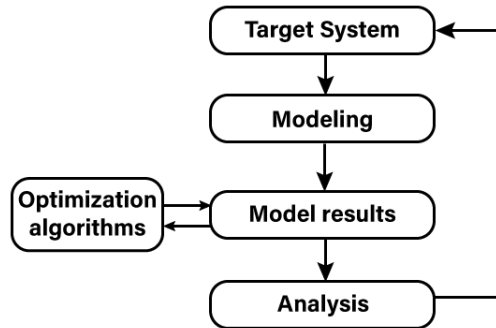 Target System
Modeling
Optimization
algorithms
Model results
Analysis